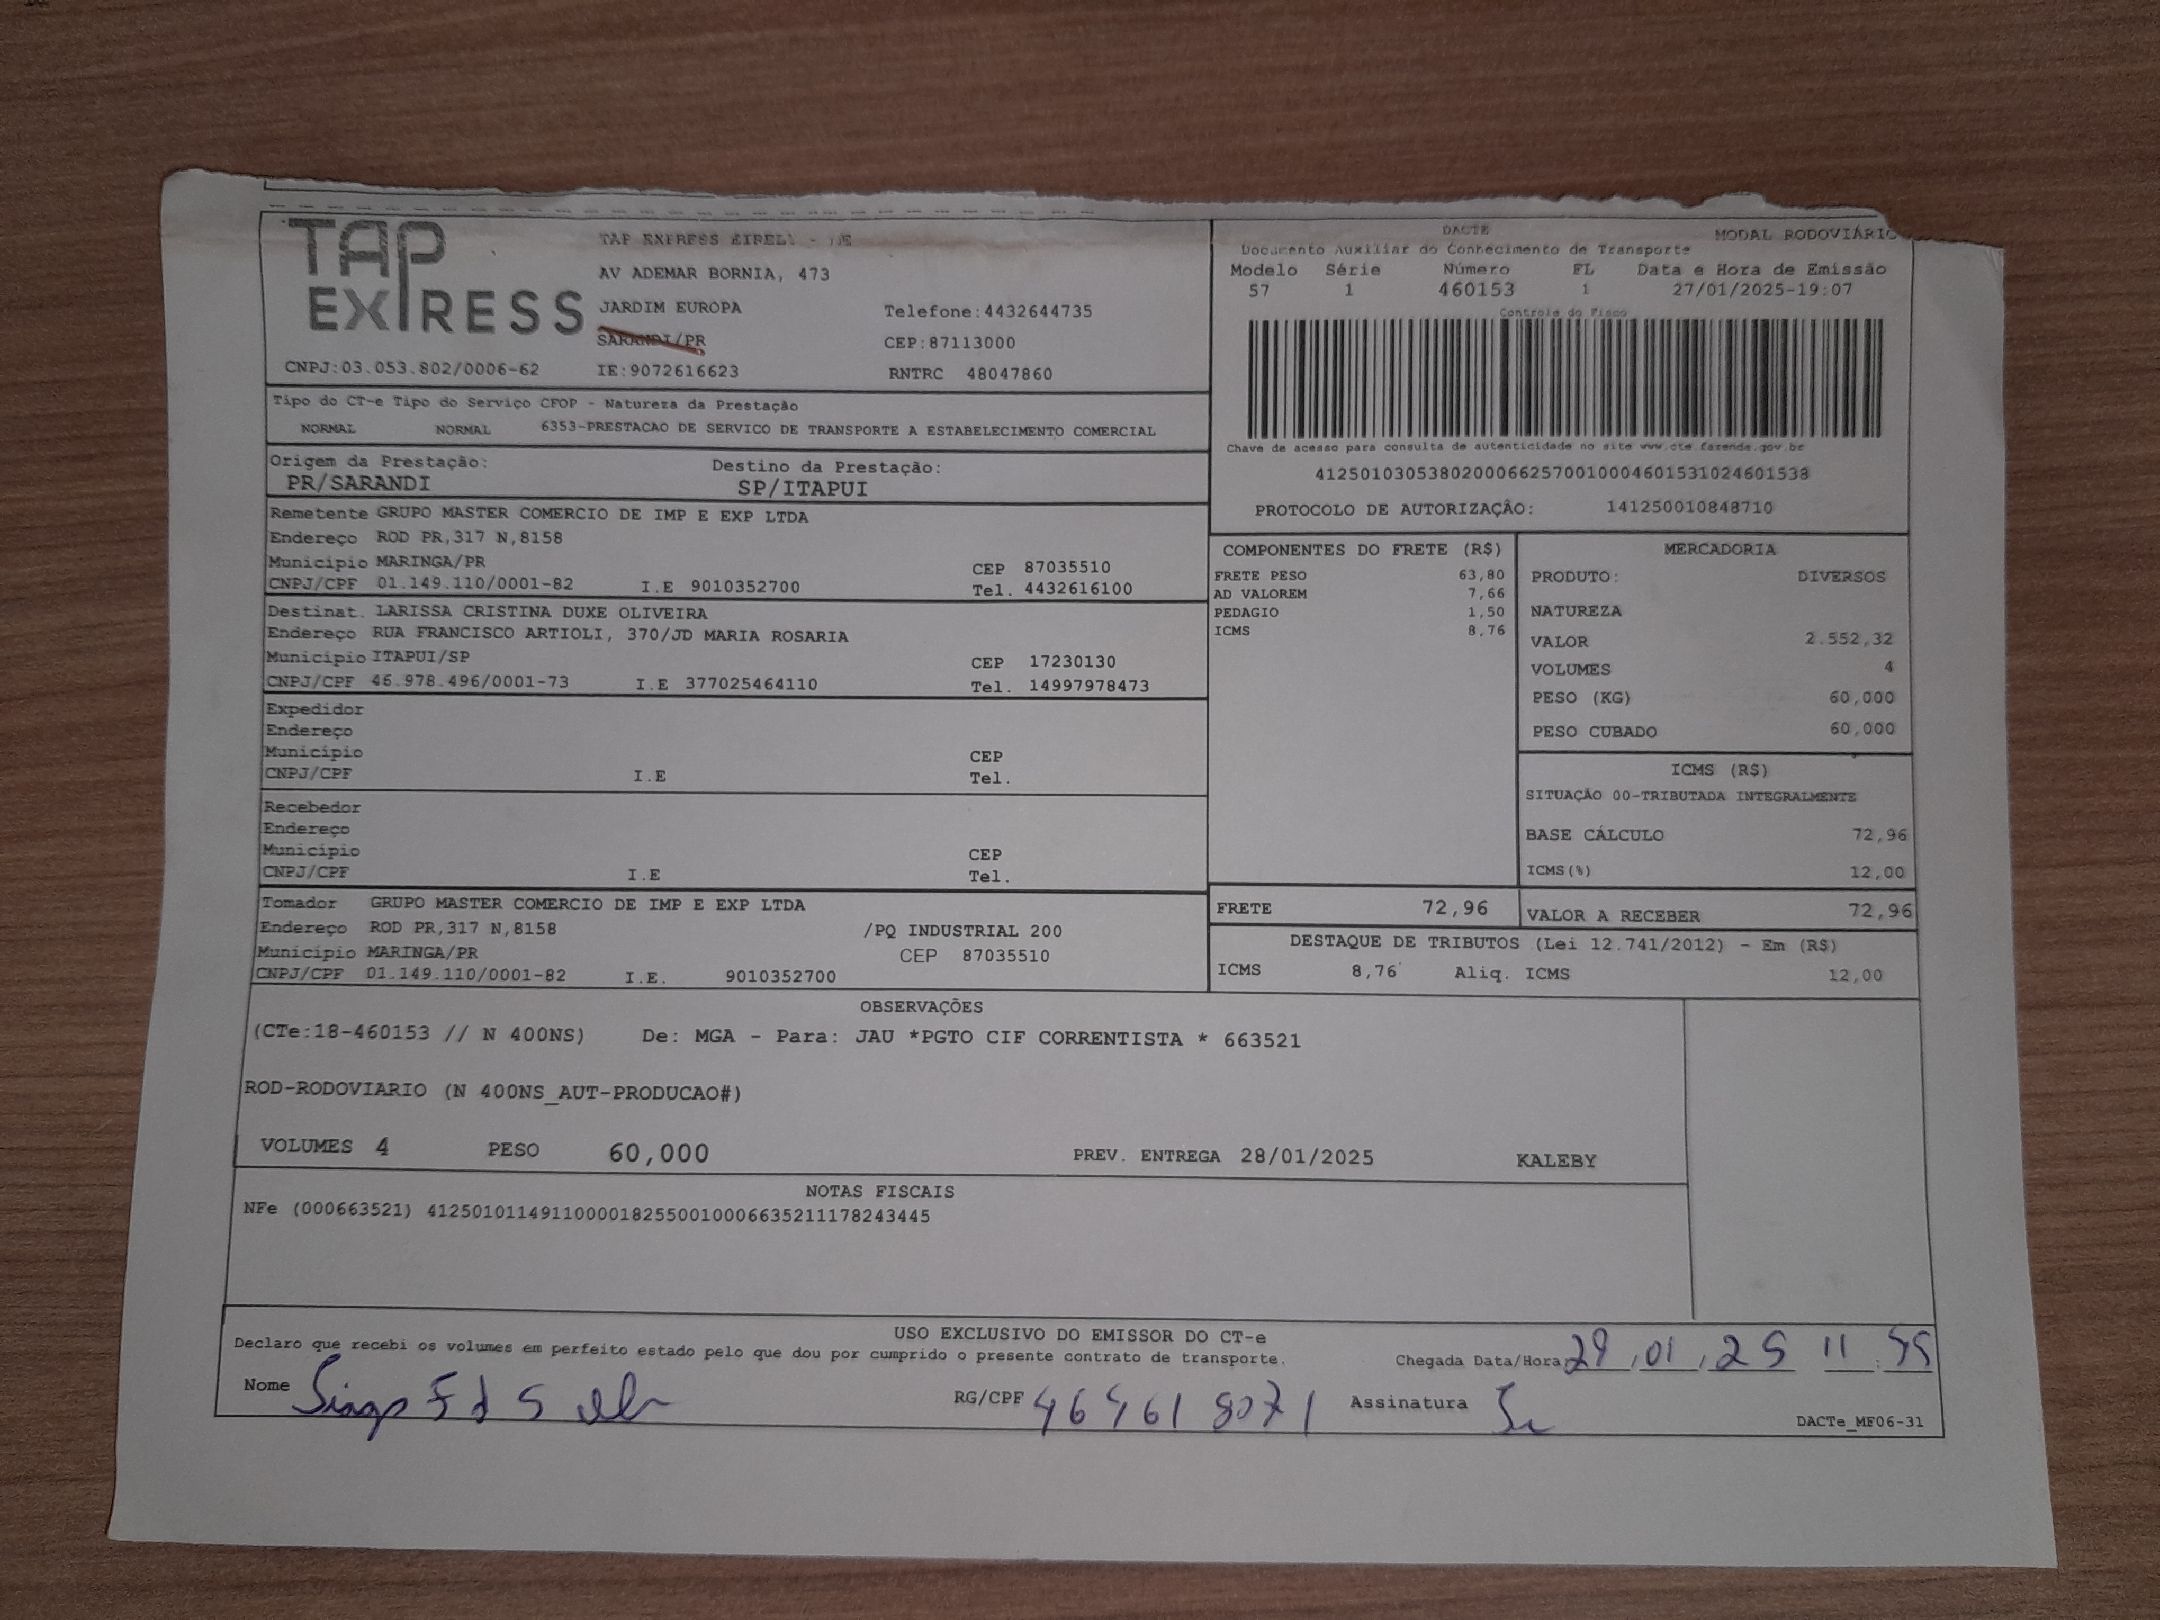 TAP
EXPRESS
TAP EXPRESS EIRELI - ME
AV ADEMAR BORNIA, 473
JARDIM EUROPA Telefone:4432644735
SARANDI/PR CEP:87113000
CNPJ:03.053.802/0006-62 IE:9072616623 RNTRC 48047860
DACTE MODAL RODOVIÁRIO
Documento Auxiliar do Conhecimento de Transporte
Modelo Série Número FL Data e Hora de Emissão
57 1 460153 1 27/01/2025-19:07
Controle do Fisco
Chave de acesso para consulta de autenticidade no site www.cte.fazenda.gov.br
41250103053802000662570010004601531024601538
PROTOCOLO DE AUTORIZAÇÃO: 141250010848710
Tipo do CT-e Tipo do Serviço CFOP - Natureza da Prestação
NORMAL NORMAL 6353-PRESTACAO DE SERVICO DE TRANSPORTE A ESTABELECIMENTO COMERCIAL
Origem da Prestação: Destino da Prestação:
PR/SARANDI SP/ITAPUI
Remetente GRUPO MASTER COMERCIO DE IMP E EXP LTDA
Endereço ROD PR,317 N,8158
Município MARINGA/PR CEP 87035510
CNPJ/CPF 01.149.110/0001-82 I.E 9010352700 Tel. 4432616100
Destinat. LARISSA CRISTINA DUXE OLIVEIRA
Endereço RUA FRANCISCO ARTIOLI, 370/JD MARIA ROSARIA
Município ITAPUI/SP CEP 17230130
CNPJ/CPF 46.978.496/0001-73 I.E 377025464110 Tel. 14997978473
Expedidor
Endereço
Município CEP
CNPJ/CPF I.E Tel.
Recebedor
Endereço
Município CEP
CNPJ/CPF I.E Tel.
Tomador GRUPO MASTER COMERCIO DE IMP E EXP LTDA
Endereço ROD PR,317 N,8158 /PQ INDUSTRIAL 200
Município MARINGA/PR CEP 87035510
CNPJ/CPF 01.149.110/0001-82 I.E. 9010352700
COMPONENTES DO FRETE (R$)
FRETE PESO 63,80
AD VALOREM 7,66
PEDAGIO 1,50
ICMS 8,76
MERCADORIA
PRODUTO: DIVERSOS
NATUREZA
VALOR 2.552,32
VOLUMES 4
PESO (KG) 60,000
PESO CUBADO 60,000
ICMS (R$)
SITUAÇÃO 00-TRIBUTADA INTEGRALMENTE
BASE CÁLCULO 72,96
ICMS(%) 12,00
FRETE 72,96 VALOR A RECEBER 72,96
DESTAQUE DE TRIBUTOS (Lei 12.741/2012) - Em (R$)
ICMS 8,76 Aliq. ICMS 12,00
OBSERVAÇÕES
(CTe:18-460153 // N 400NS) De: MGA - Para: JAU *PGTO CIF CORRENTISTA * 663521
ROD-RODOVIARIO (N 400NS_AUT-PRODUCAO#)
VOLUMES 4 PESO 60,000 PREV. ENTREGA 28/01/2025 KALEBY
NOTAS FISCAIS
NFe (000663521) 41250101149110000182550010006635211178243445
USO EXCLUSIVO DO EMISSOR DO CT-e
Declaro que recebi os volumes em perfeito estado pelo que dou por cumprido o presente contrato de transporte.
Chegada Data/Hora: 29 01 25 11:55
Nome RG/CPF Assinatura
DACTe_MF06-31